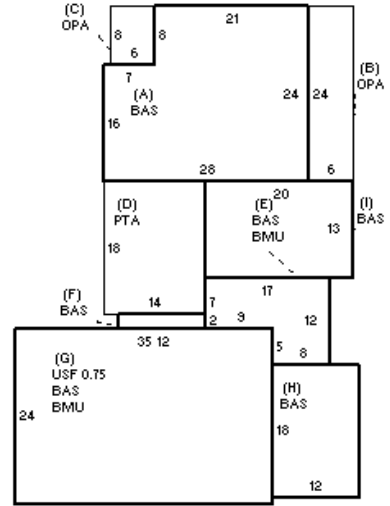 (C)
OPA
8
8
6
7
21
(B)
OPA
(A)
BAS
24
24
16
28
6
(D)
PTA
18
20
(E)
BAS
BMU
(I)
BAS
13
(F)
BAS
14
7
2
9
17
12
5
8
35 12
(G)
USF 0.75
BAS
BMU
24
(H)
BAS
18
12